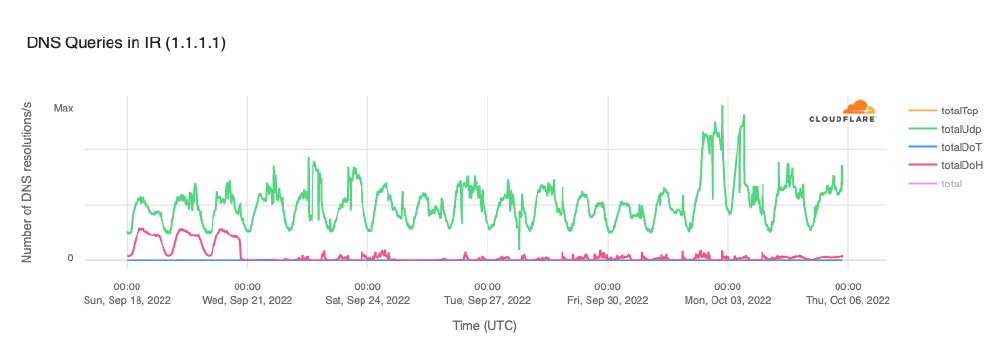 DNS Queries in IR (1.1.1.1)
Number of DNS resolutions/s
Max
0
CLOUDFLARE
totalTcp
totalUdp
totalDoT
totalDoH
total
00:00 00:00 00:00 00:00 00:00 00:00 00:00
Sun, Sep 18, 2022 Wed, Sep 21, 2022 Sat, Sep 24, 2022 Tue, Sep 27, 2022 Fri, Sep 30, 2022 Mon, Oct 03, 2022 Thu, Oct 06, 2022
Time (UTC)